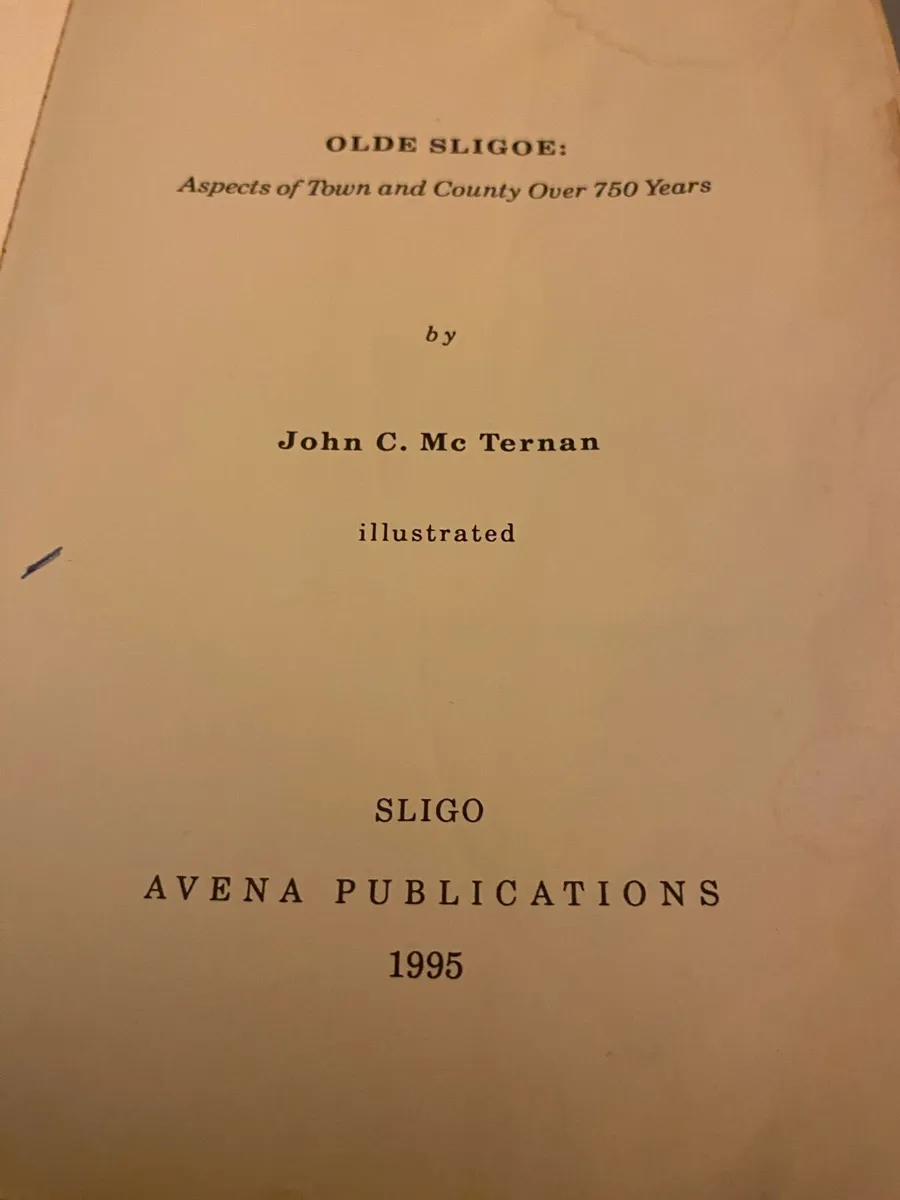 OLDE SLIGOE:
Aspects of Town and County Over 750 Years
by
John C. Mc Ternan
illustrated
SLIGO
AVENA PUBLICATIONS
1995